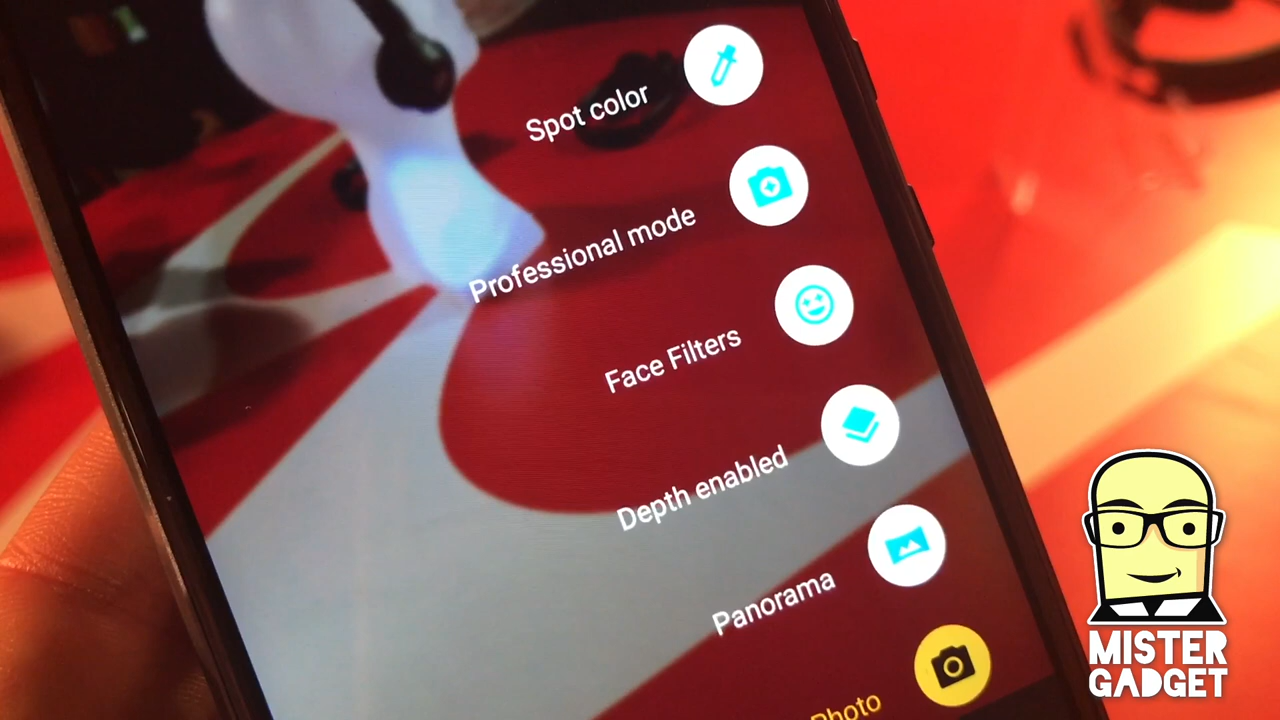 Spot color
Professional mode
Face Filters
Depth enabled
Panorama
Photo
MISTER
GADGET